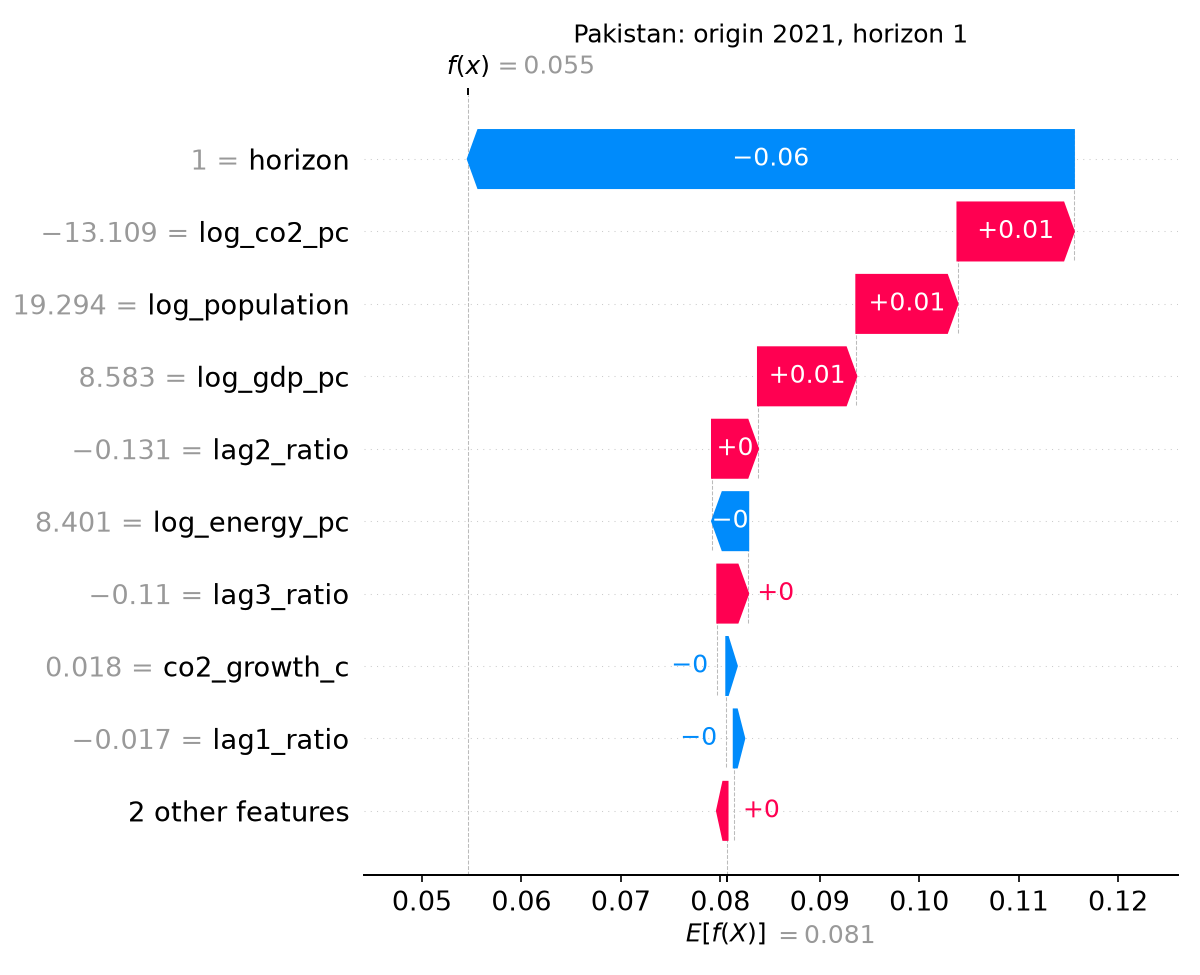 Pakistan: origin 2021, horizon 1
f(x) = 0.055
1 = horizon
−0.06
−13.109 = log_co2_pc
+0.01
19.294 = log_population
+0.01
8.583 = log_gdp_pc
+0.01
−0.131 = lag2_ratio
+0
8.401 = log_energy_pc
−0
−0.11 = lag3_ratio
+0
0.018 = co2_growth_c
−0
−0.017 = lag1_ratio
−0
2 other features
+0
0.05 0.06 0.07 0.08 0.09 0.10 0.11 0.12
E[f(X)] = 0.081